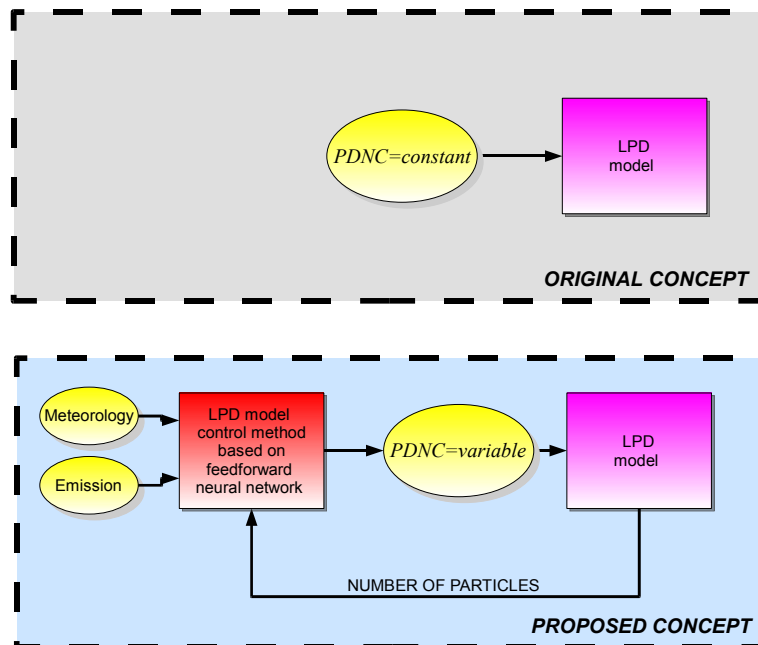 PDNC=constant
LPD
model
ORIGINAL CONCEPT
Meteorology
Emission
LPD model
control method
based on
feedforward
neural network
PDNC=variable
LPD
model
NUMBER OF PARTICLES
PROPOSED CONCEPT